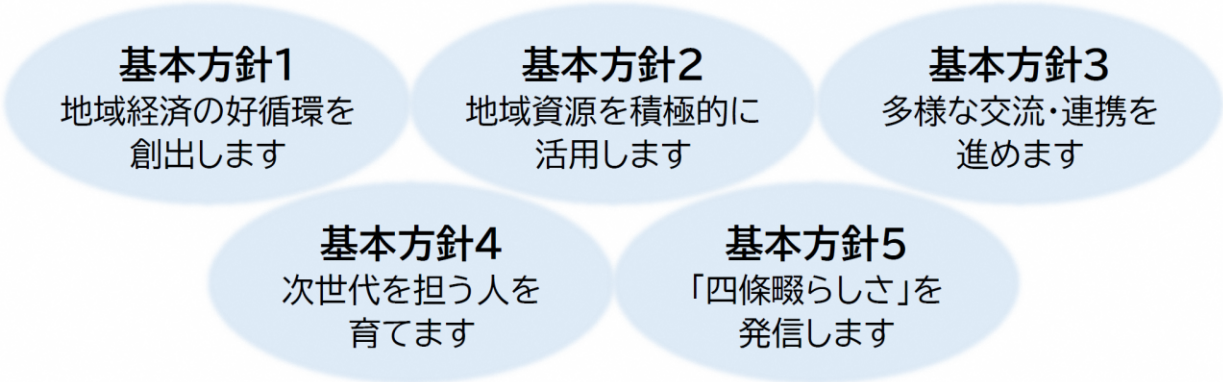 基本方針1
地域経済の好循環を
創出します
基本方針2
地域資源を積極的に
活用します
基本方針3
多様な交流・連携を
進めます
基本方針4
次世代を担う人を
育てます
基本方針5
「四條畷らしさ」を
発信します